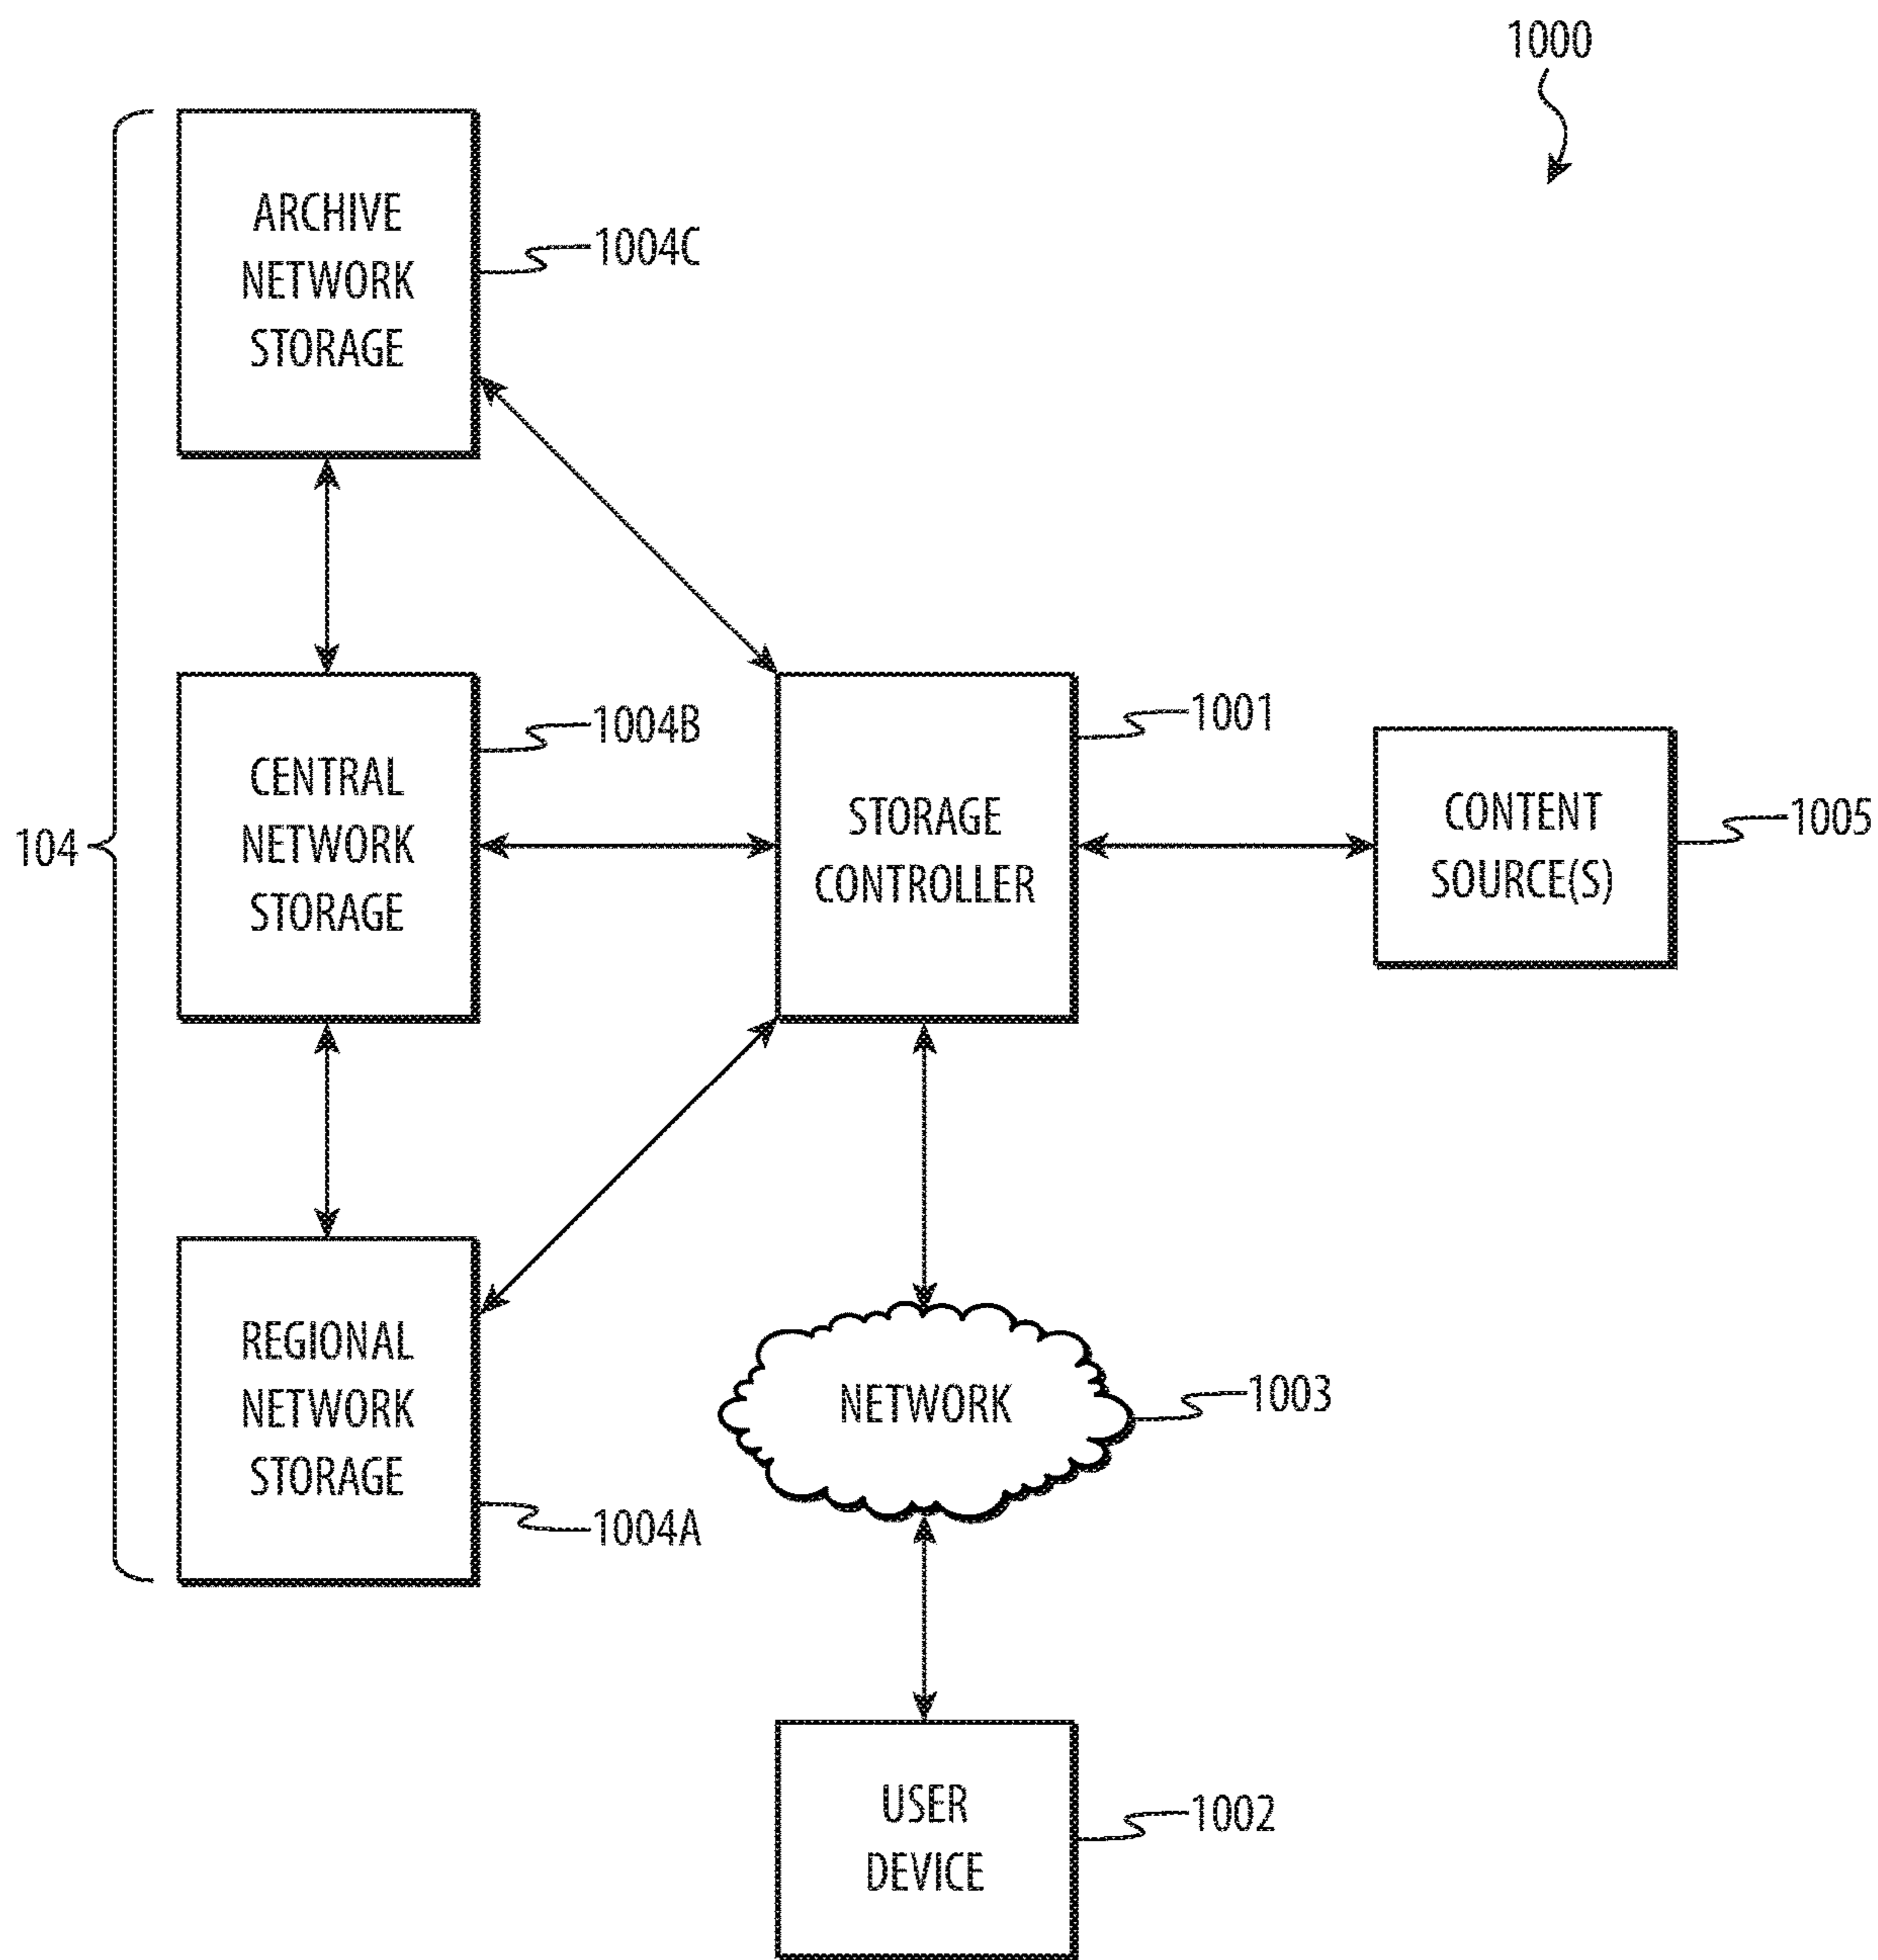 1000
ARCHIVE
NETWORK
STORAGE
1004C
1004B
CENTRAL
NETWORK
STORAGE
104
STORAGE
CONTROLLER
1001
CONTENT
SOURCE(S)
1005
REGIONAL
NETWORK
STORAGE
1004A
NETWORK
1003
USER
DEVICE
1002